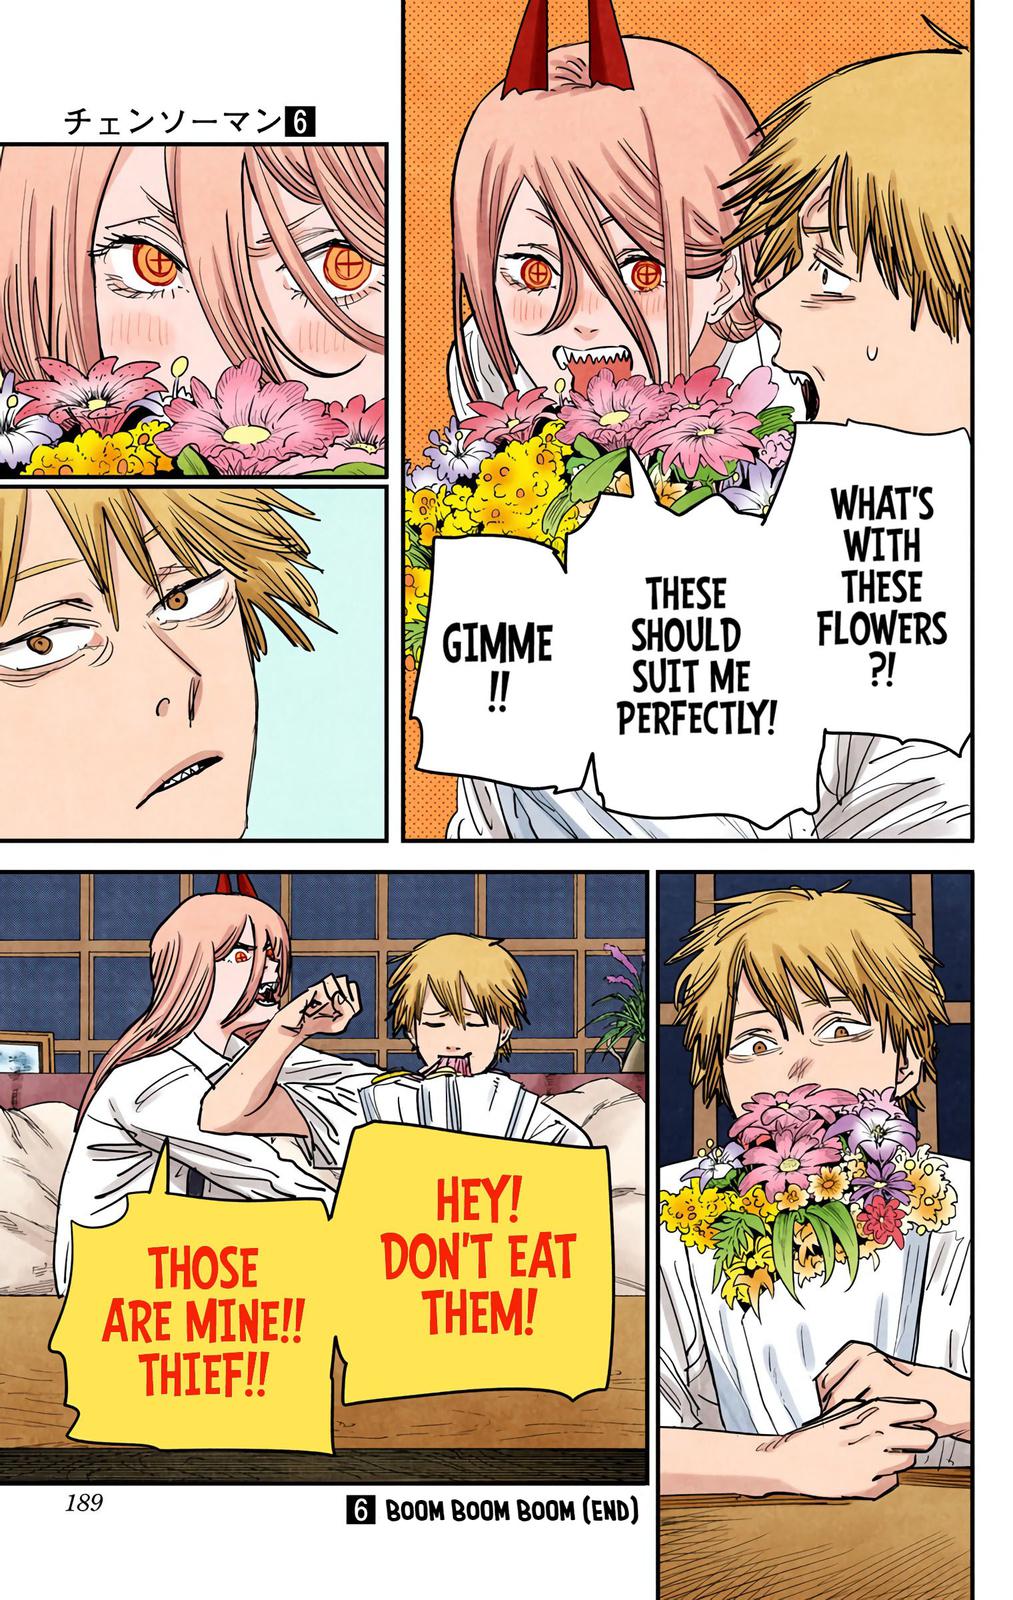 チェンソーマン6
WHAT'S
WITH
THESE
FLOWERS
?!
THESE
SHOULD
SUIT ME
PERFECTLY!
GIMME
!!
HEY!
DON'T EAT
THEM!
THOSE
ARE MINE!!
THIEF!!
189
6 BOOM BOOM BOOM (END)